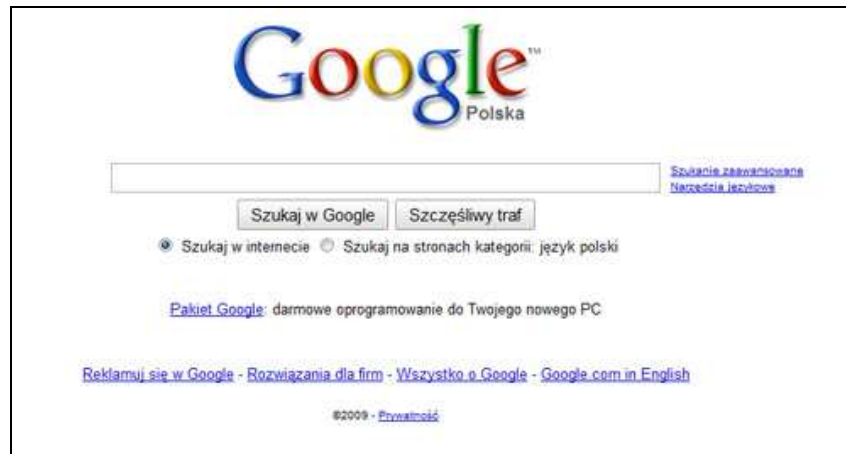 Google™
Polska
Szukanie zaawansowane
Narzędzia językowe
Szukaj w Google Szczęśliwy traf
Szukaj w internecie Szukaj na stronach kategorii: język polski
Pakiet Google: darmowe oprogramowanie do Twojego nowego PC
Reklamuj się w Google - Rozwiązania dla firm - Wszystko o Google - Google.com in English
©2009 - Prywatność